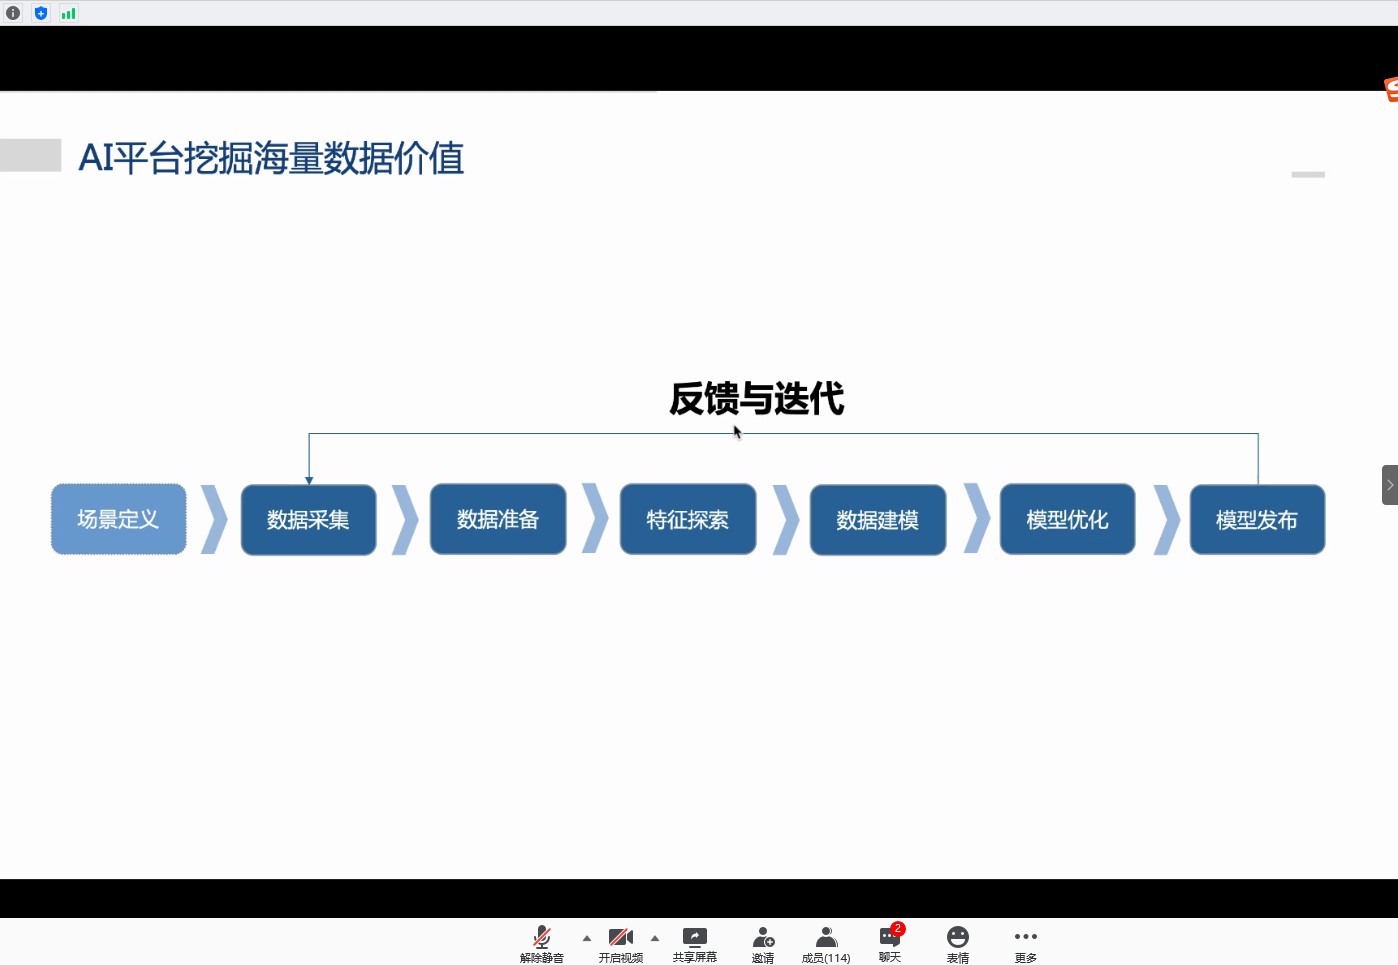 AI平台挖掘海量数据价值
反馈与迭代
场景定义
数据采集
数据准备
特征探索
数据建模
模型优化
模型发布
解除静音
开启视频
共享屏幕
邀请
成员(114)
2
聊天
表情
更多